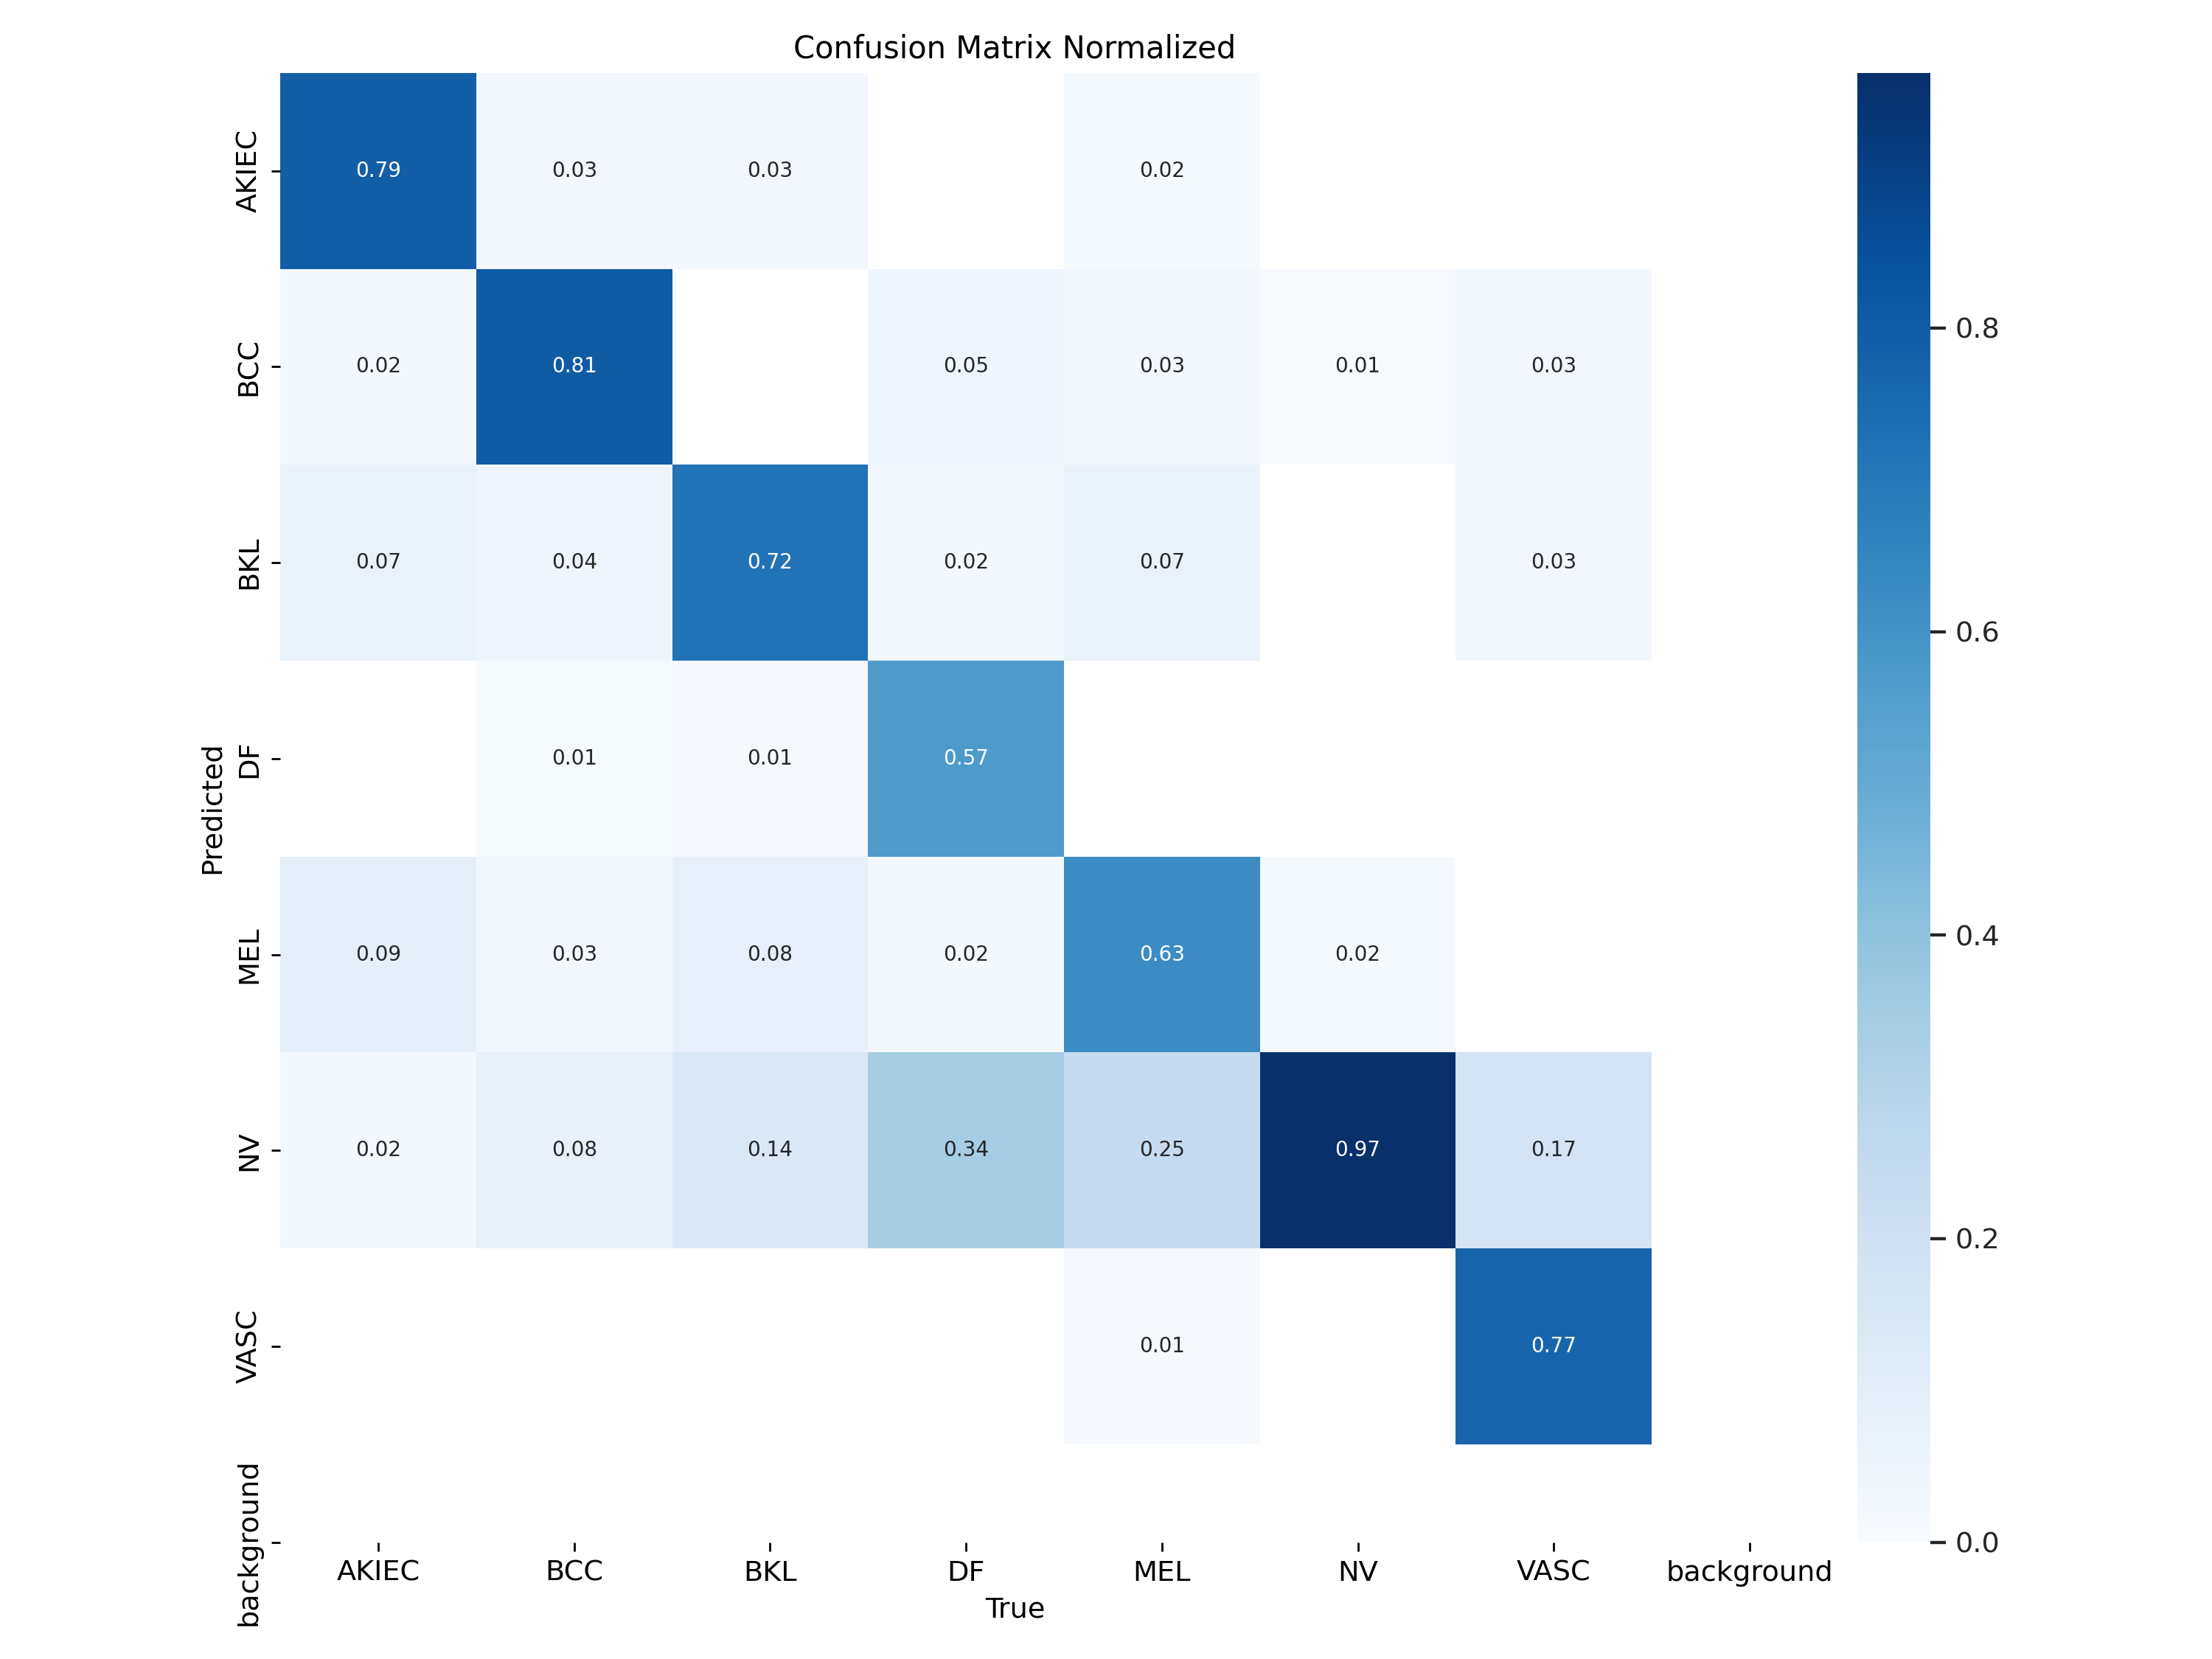 Confusion Matrix Normalized
AKIEC 0.79 0.03 0.03 0.02
BCC 0.02 0.81 0.05 0.03 0.01 0.03
0.8
BKL 0.07 0.04 0.72 0.02 0.07 0.03
0.6
DF 0.01 0.01 0.57
Predicted
0.4
MEL 0.09 0.03 0.08 0.02 0.63 0.02
NV 0.02 0.08 0.14 0.34 0.25 0.97 0.17
0.2
VASC 0.01 0.77
background
0.0
AKIEC BCC BKL DF MEL NV VASC background
True